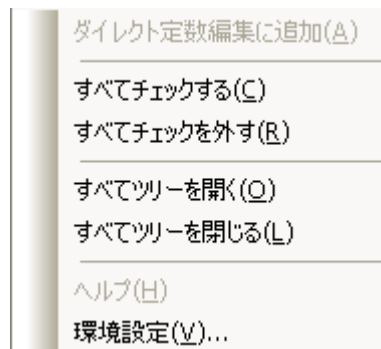 ダイレクト定数編集に追加(A)
すべてチェックする(C)
すべてチェックを外す(R)
すべてツリーを開く(O)
すべてツリーを閉じる(L)
ヘルプ(H)
環境設定(V)...